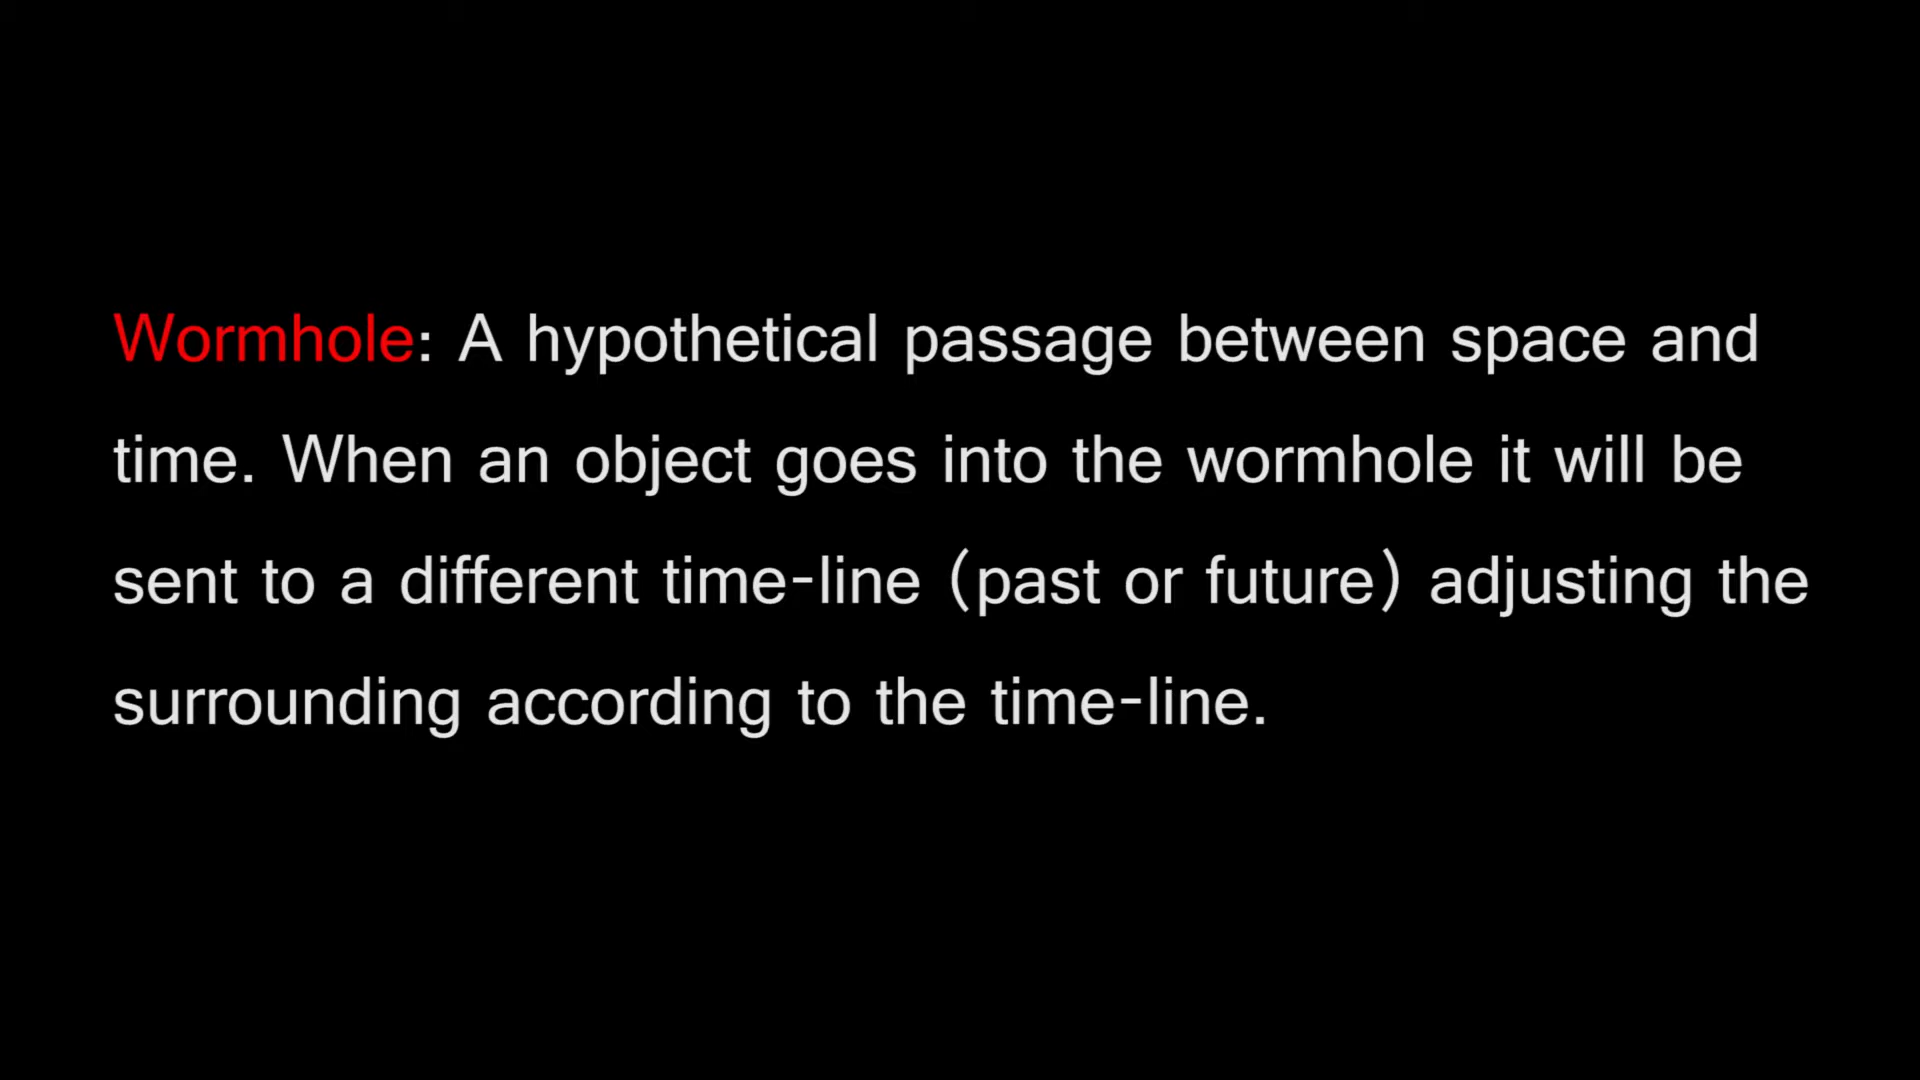 Wormhole: A hypothetical passage between space and
time. When an object goes into the wormhole it will be
sent to a different time-line (past or future) adjusting the
surrounding according to the time-line.